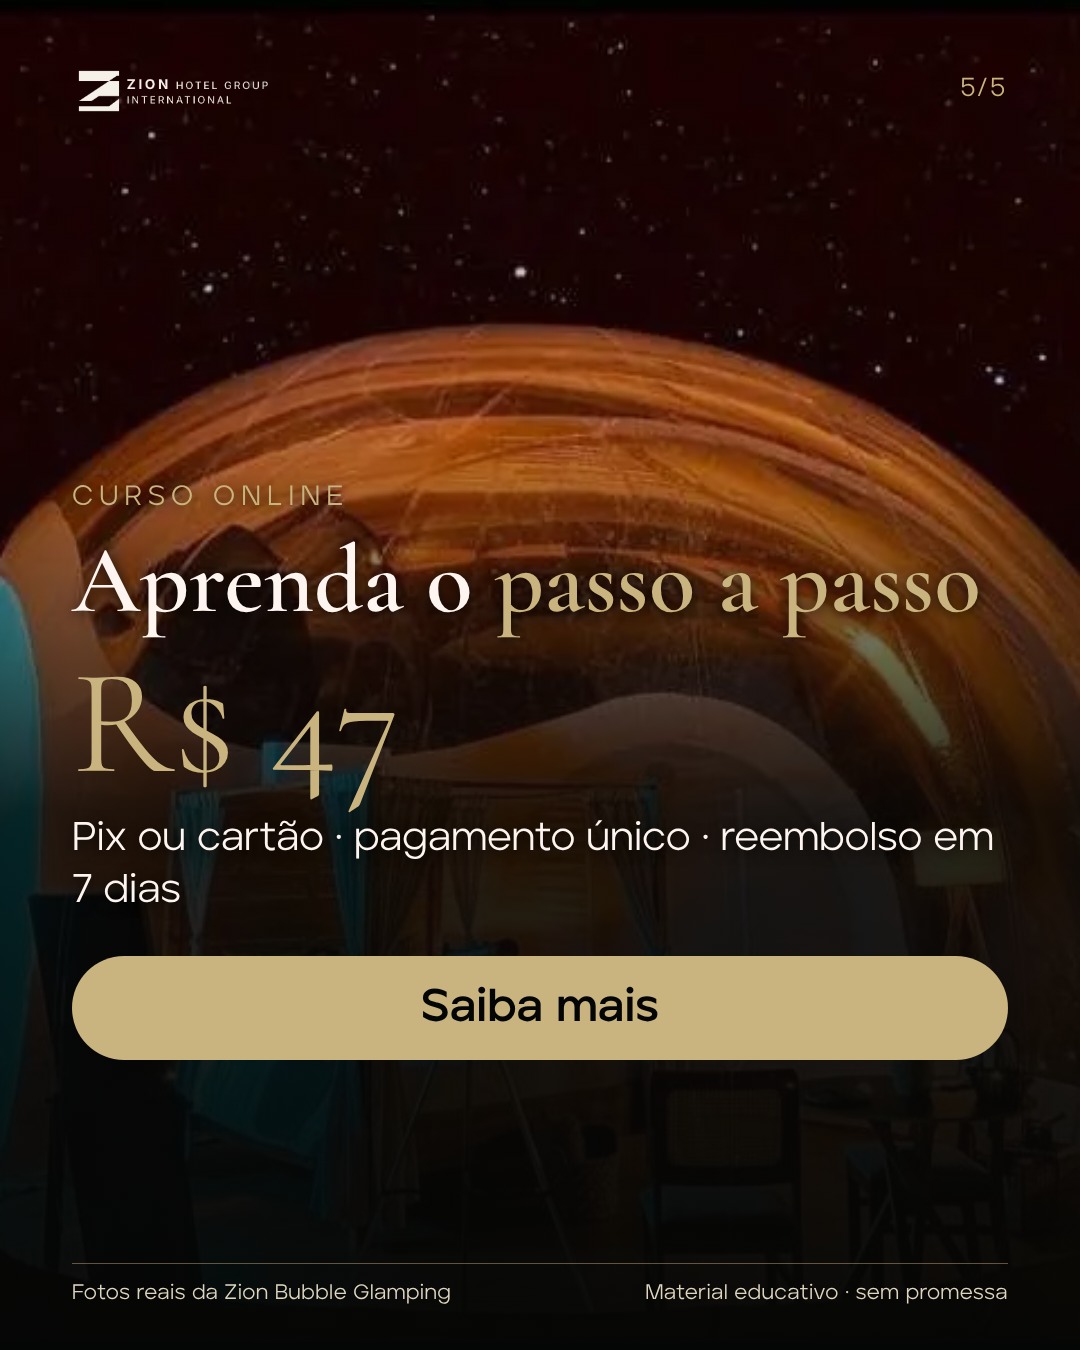 ZION HOTEL GROUP
INTERNATIONAL
5/5
CURSO ONLINE
Aprenda o passo a passo
R$ 47
Pix ou cartão · pagamento único · reembolso em
7 dias
Saiba mais
Fotos reais da Zion Bubble Glamping
Material educativo · sem promessa